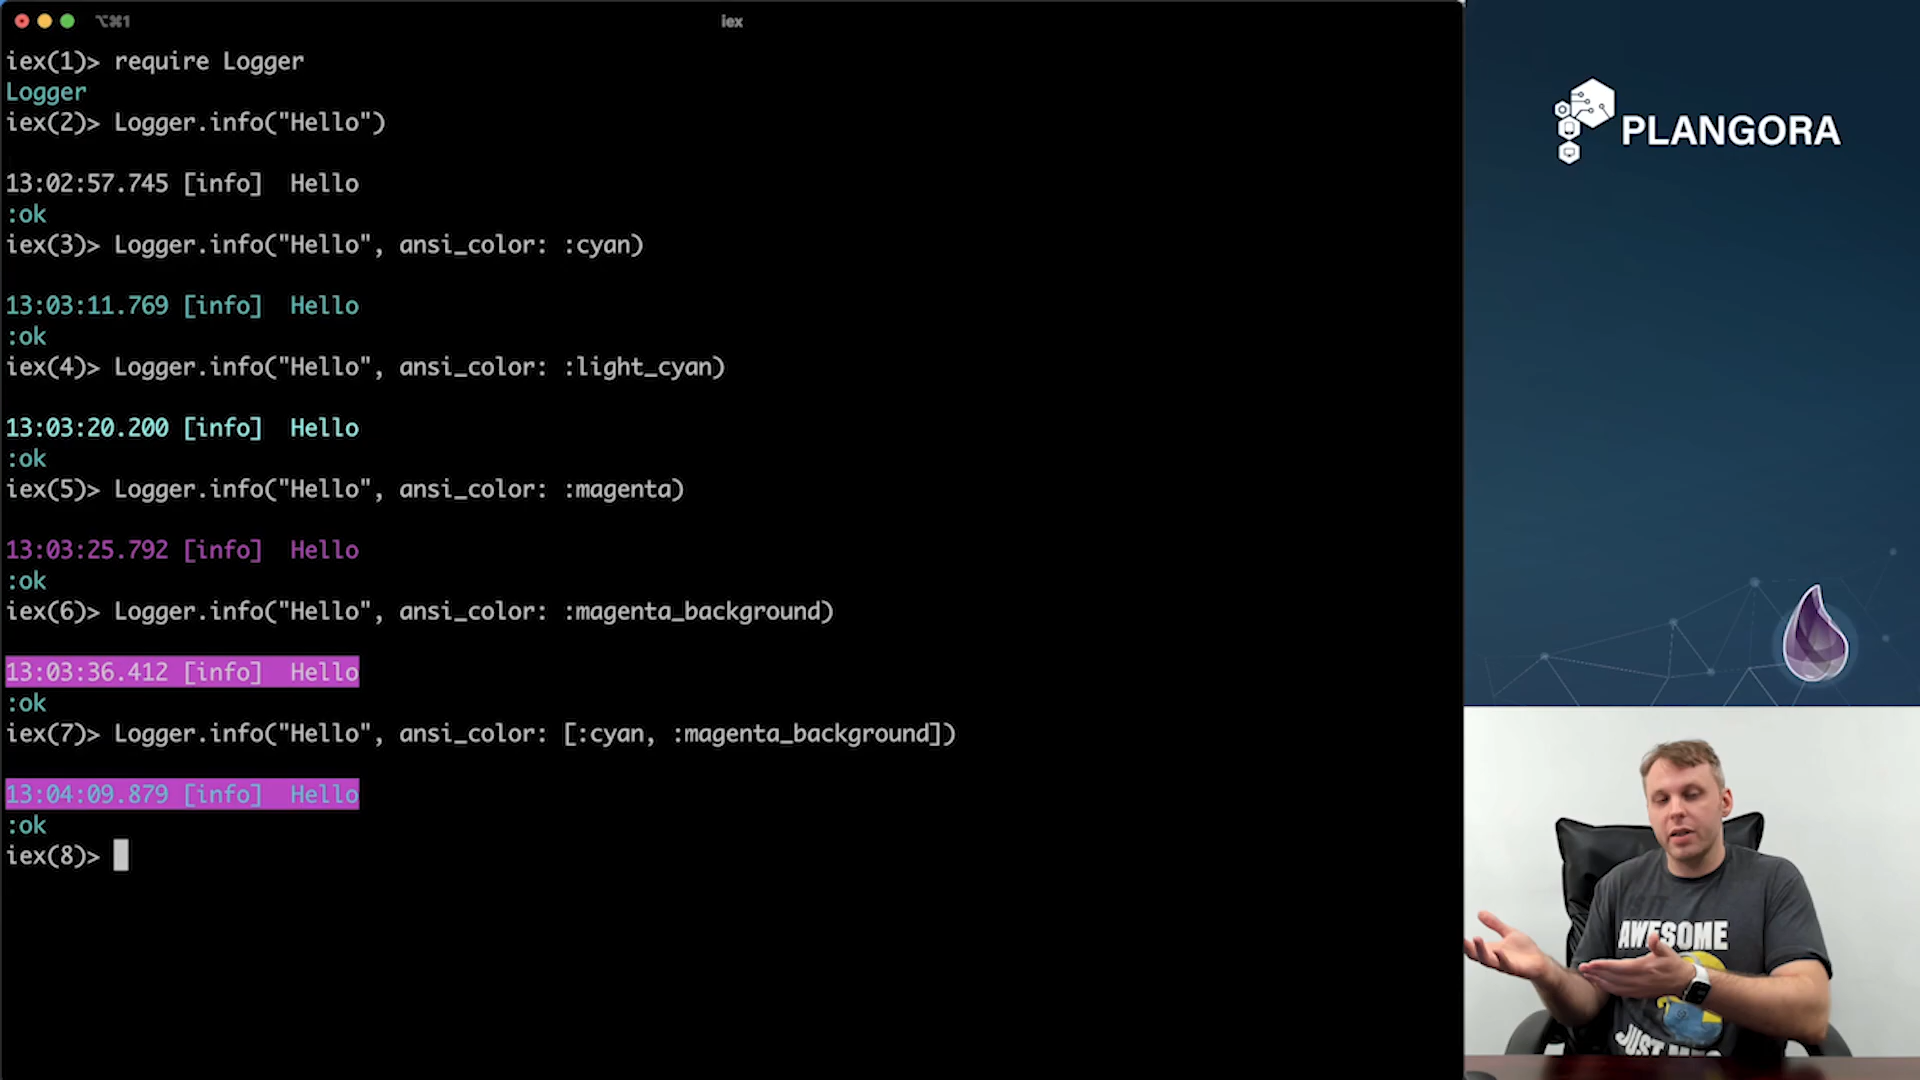 ⌥⌘1
iex
iex(1)> require Logger
Logger
iex(2)> Logger.info("Hello")
13:02:57.745 [info]  Hello
:ok
iex(3)> Logger.info("Hello", ansi_color: :cyan)
13:03:11.769 [info]  Hello
:ok
iex(4)> Logger.info("Hello", ansi_color: :light_cyan)
13:03:20.200 [info]  Hello
:ok
iex(5)> Logger.info("Hello", ansi_color: :magenta)
13:03:25.792 [info]  Hello
:ok
iex(6)> Logger.info("Hello", ansi_color: :magenta_background)
13:03:36.412 [info]  Hello
:ok
iex(7)> Logger.info("Hello", ansi_color: [:cyan, :magenta_background])
13:04:09.879 [info]  Hello
:ok
iex(8)>
PLANGORA
AWESOME
JUST